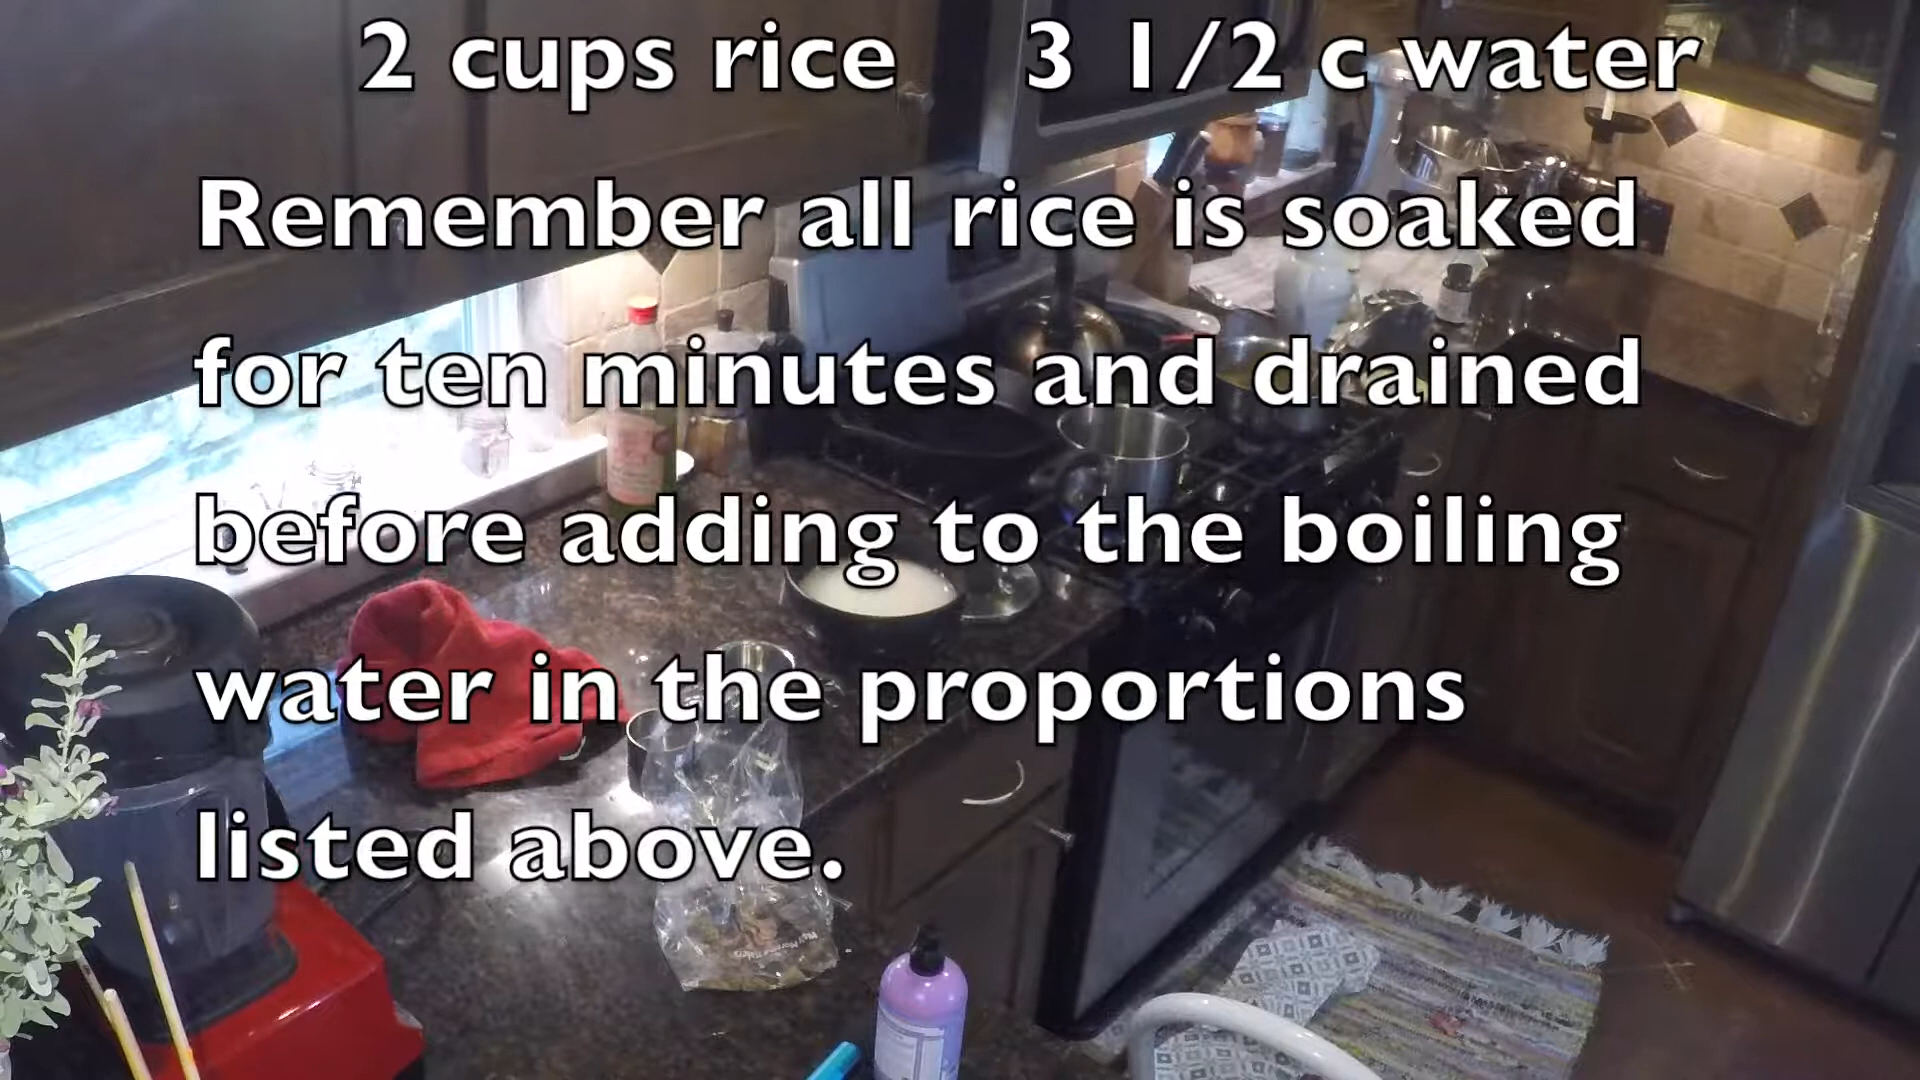 2 cups rice 3 1/2 c water
Remember all rice is soaked
for ten minutes and drained
before adding to the boiling
water in the proportions
listed above.